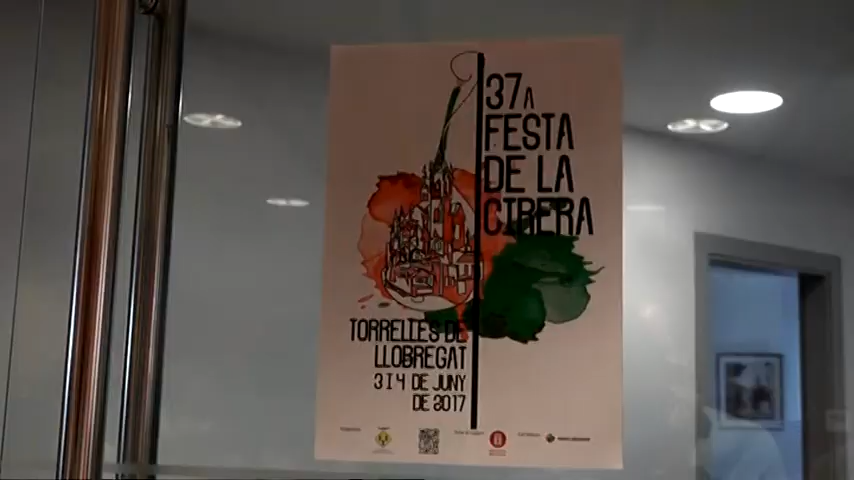 37A
FESTA
DE LA
CIRERA
TORRELLES DE
LLOBREGAT
3 I 4 DE JUNY
DE 2017